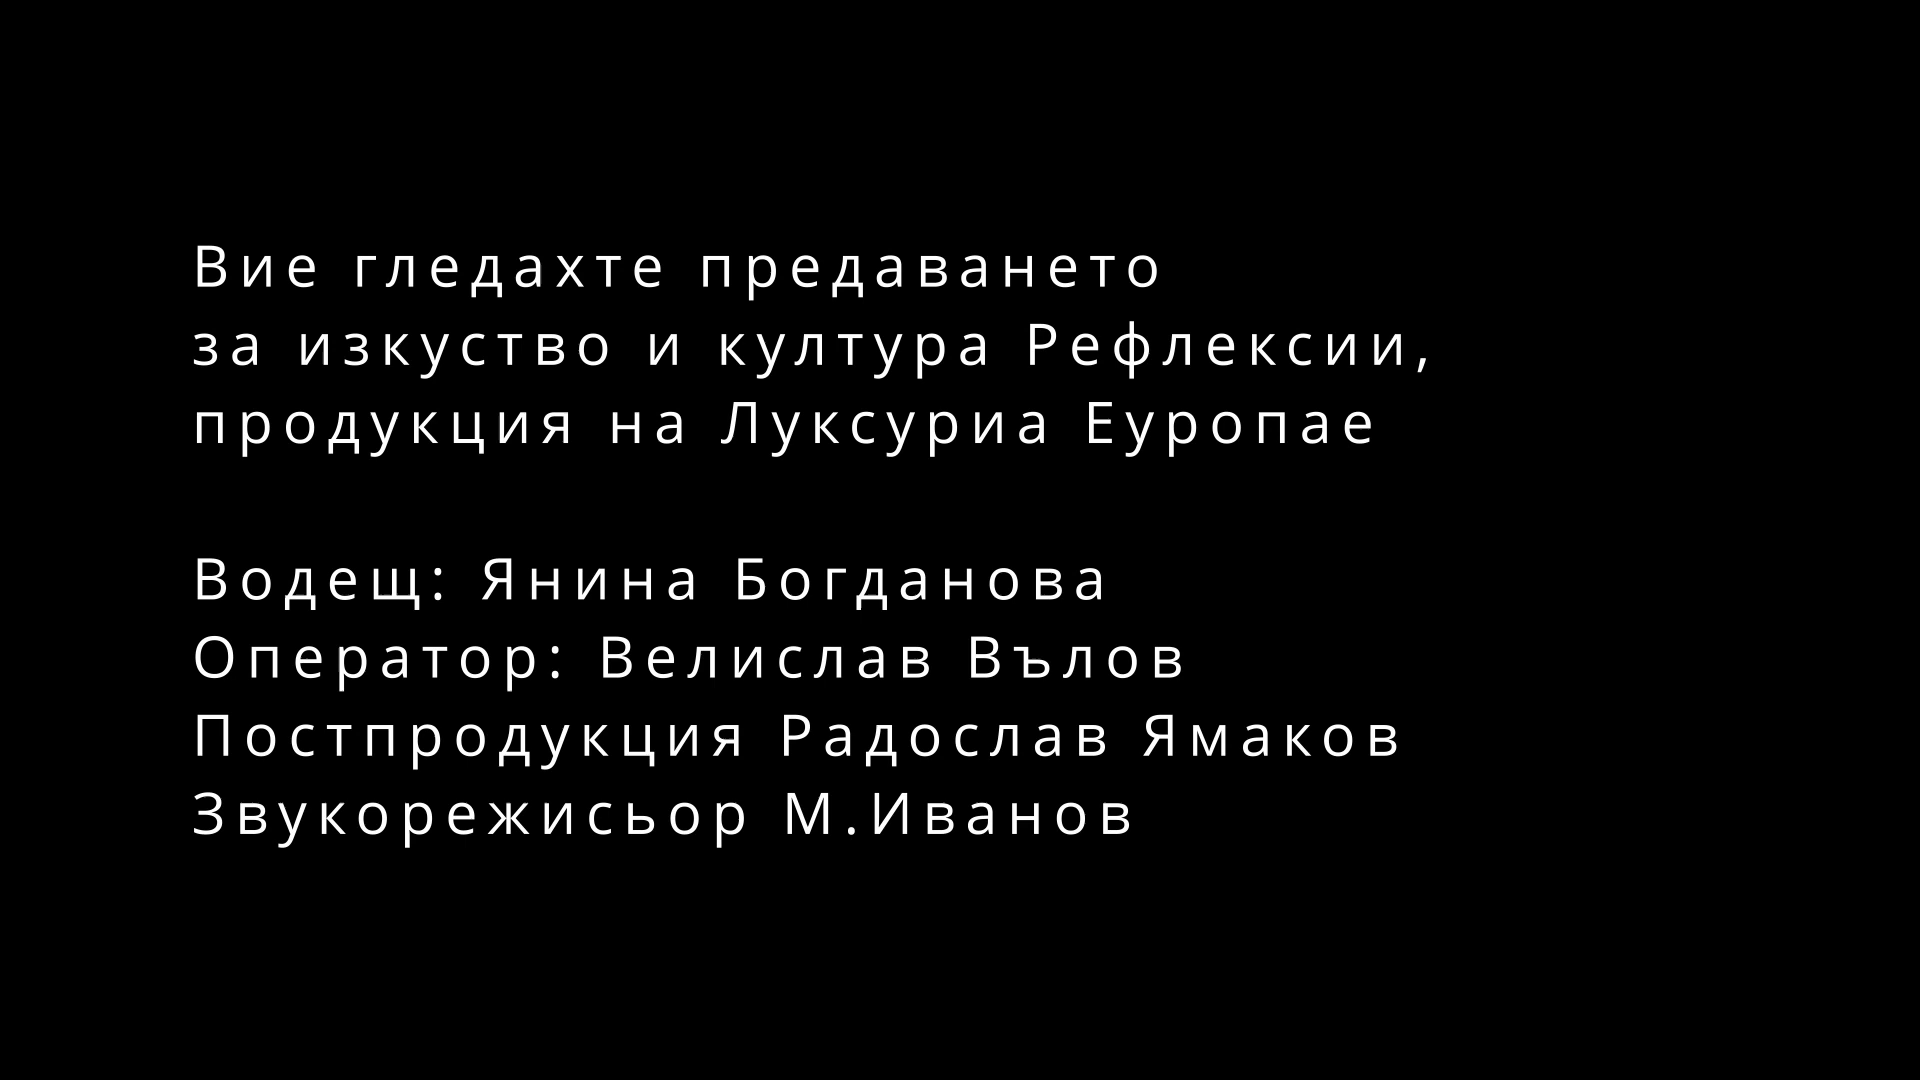 Вие гледахте предаването
за изкуство и култура Рефлексии,
продукция на Луксуриа Еуропае
Водещ: Янина Богданова
Оператор: Велислав Вълов
Постпродукция Радослав Ямаков
Звукорежисьор М.Иванов